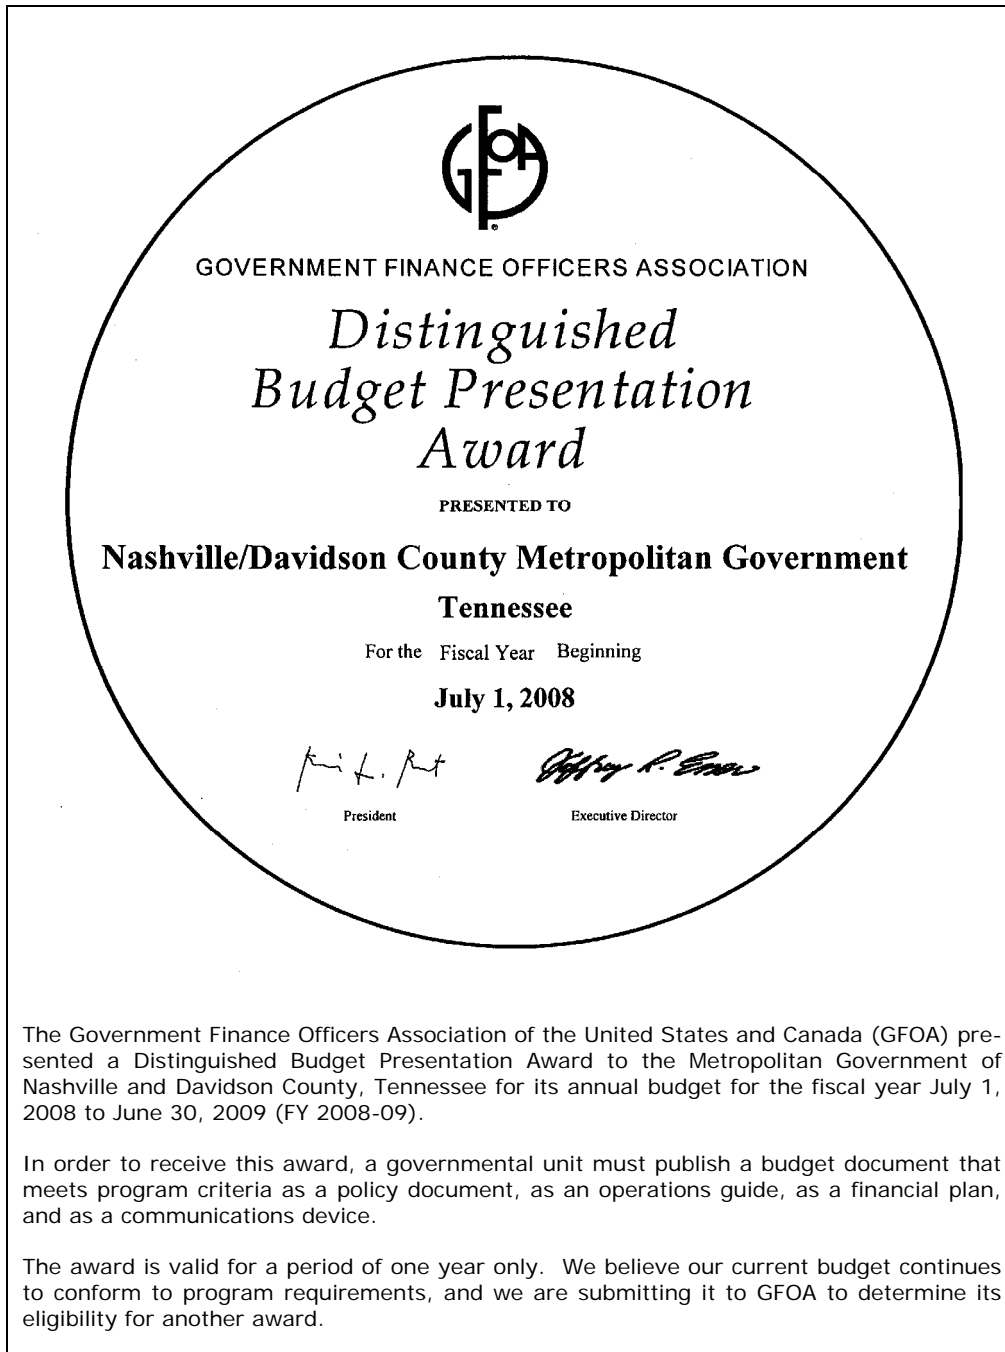 GFOA
®
GOVERNMENT FINANCE OFFICERS ASSOCIATION
Distinguished
Budget Presentation
Award
PRESENTED TO
Nashville/Davidson County Metropolitan Government
Tennessee
For the Fiscal Year Beginning
July 1, 2008
President
Executive Director
The Government Finance Officers Association of the United States and Canada (GFOA) pre-
sented a Distinguished Budget Presentation Award to the Metropolitan Government of
Nashville and Davidson County, Tennessee for its annual budget for the fiscal year July 1,
2008 to June 30, 2009 (FY 2008-09).
In order to receive this award, a governmental unit must publish a budget document that
meets program criteria as a policy document, as an operations guide, as a financial plan,
and as a communications device.
The award is valid for a period of one year only.  We believe our current budget continues
to conform to program requirements, and we are submitting it to GFOA to determine its
eligibility for another award.